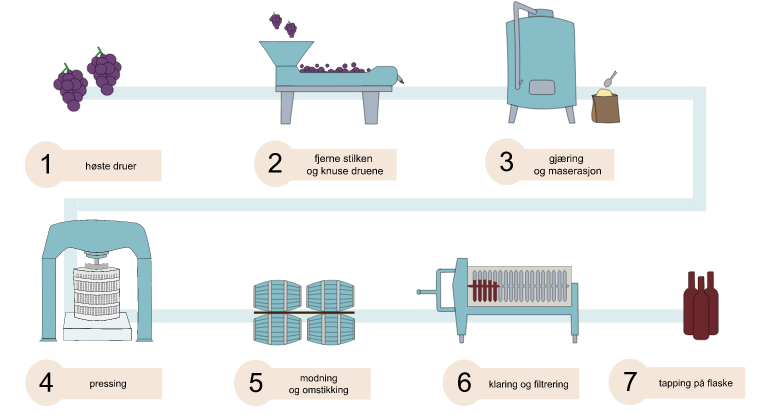 1 høste druer
2 fjerne stilken
og knuse druene
3 gjæring
og maserasjon
4 pressing
5 modning
og omstikking
6 klaring og filtrering
7 tapping på flaske